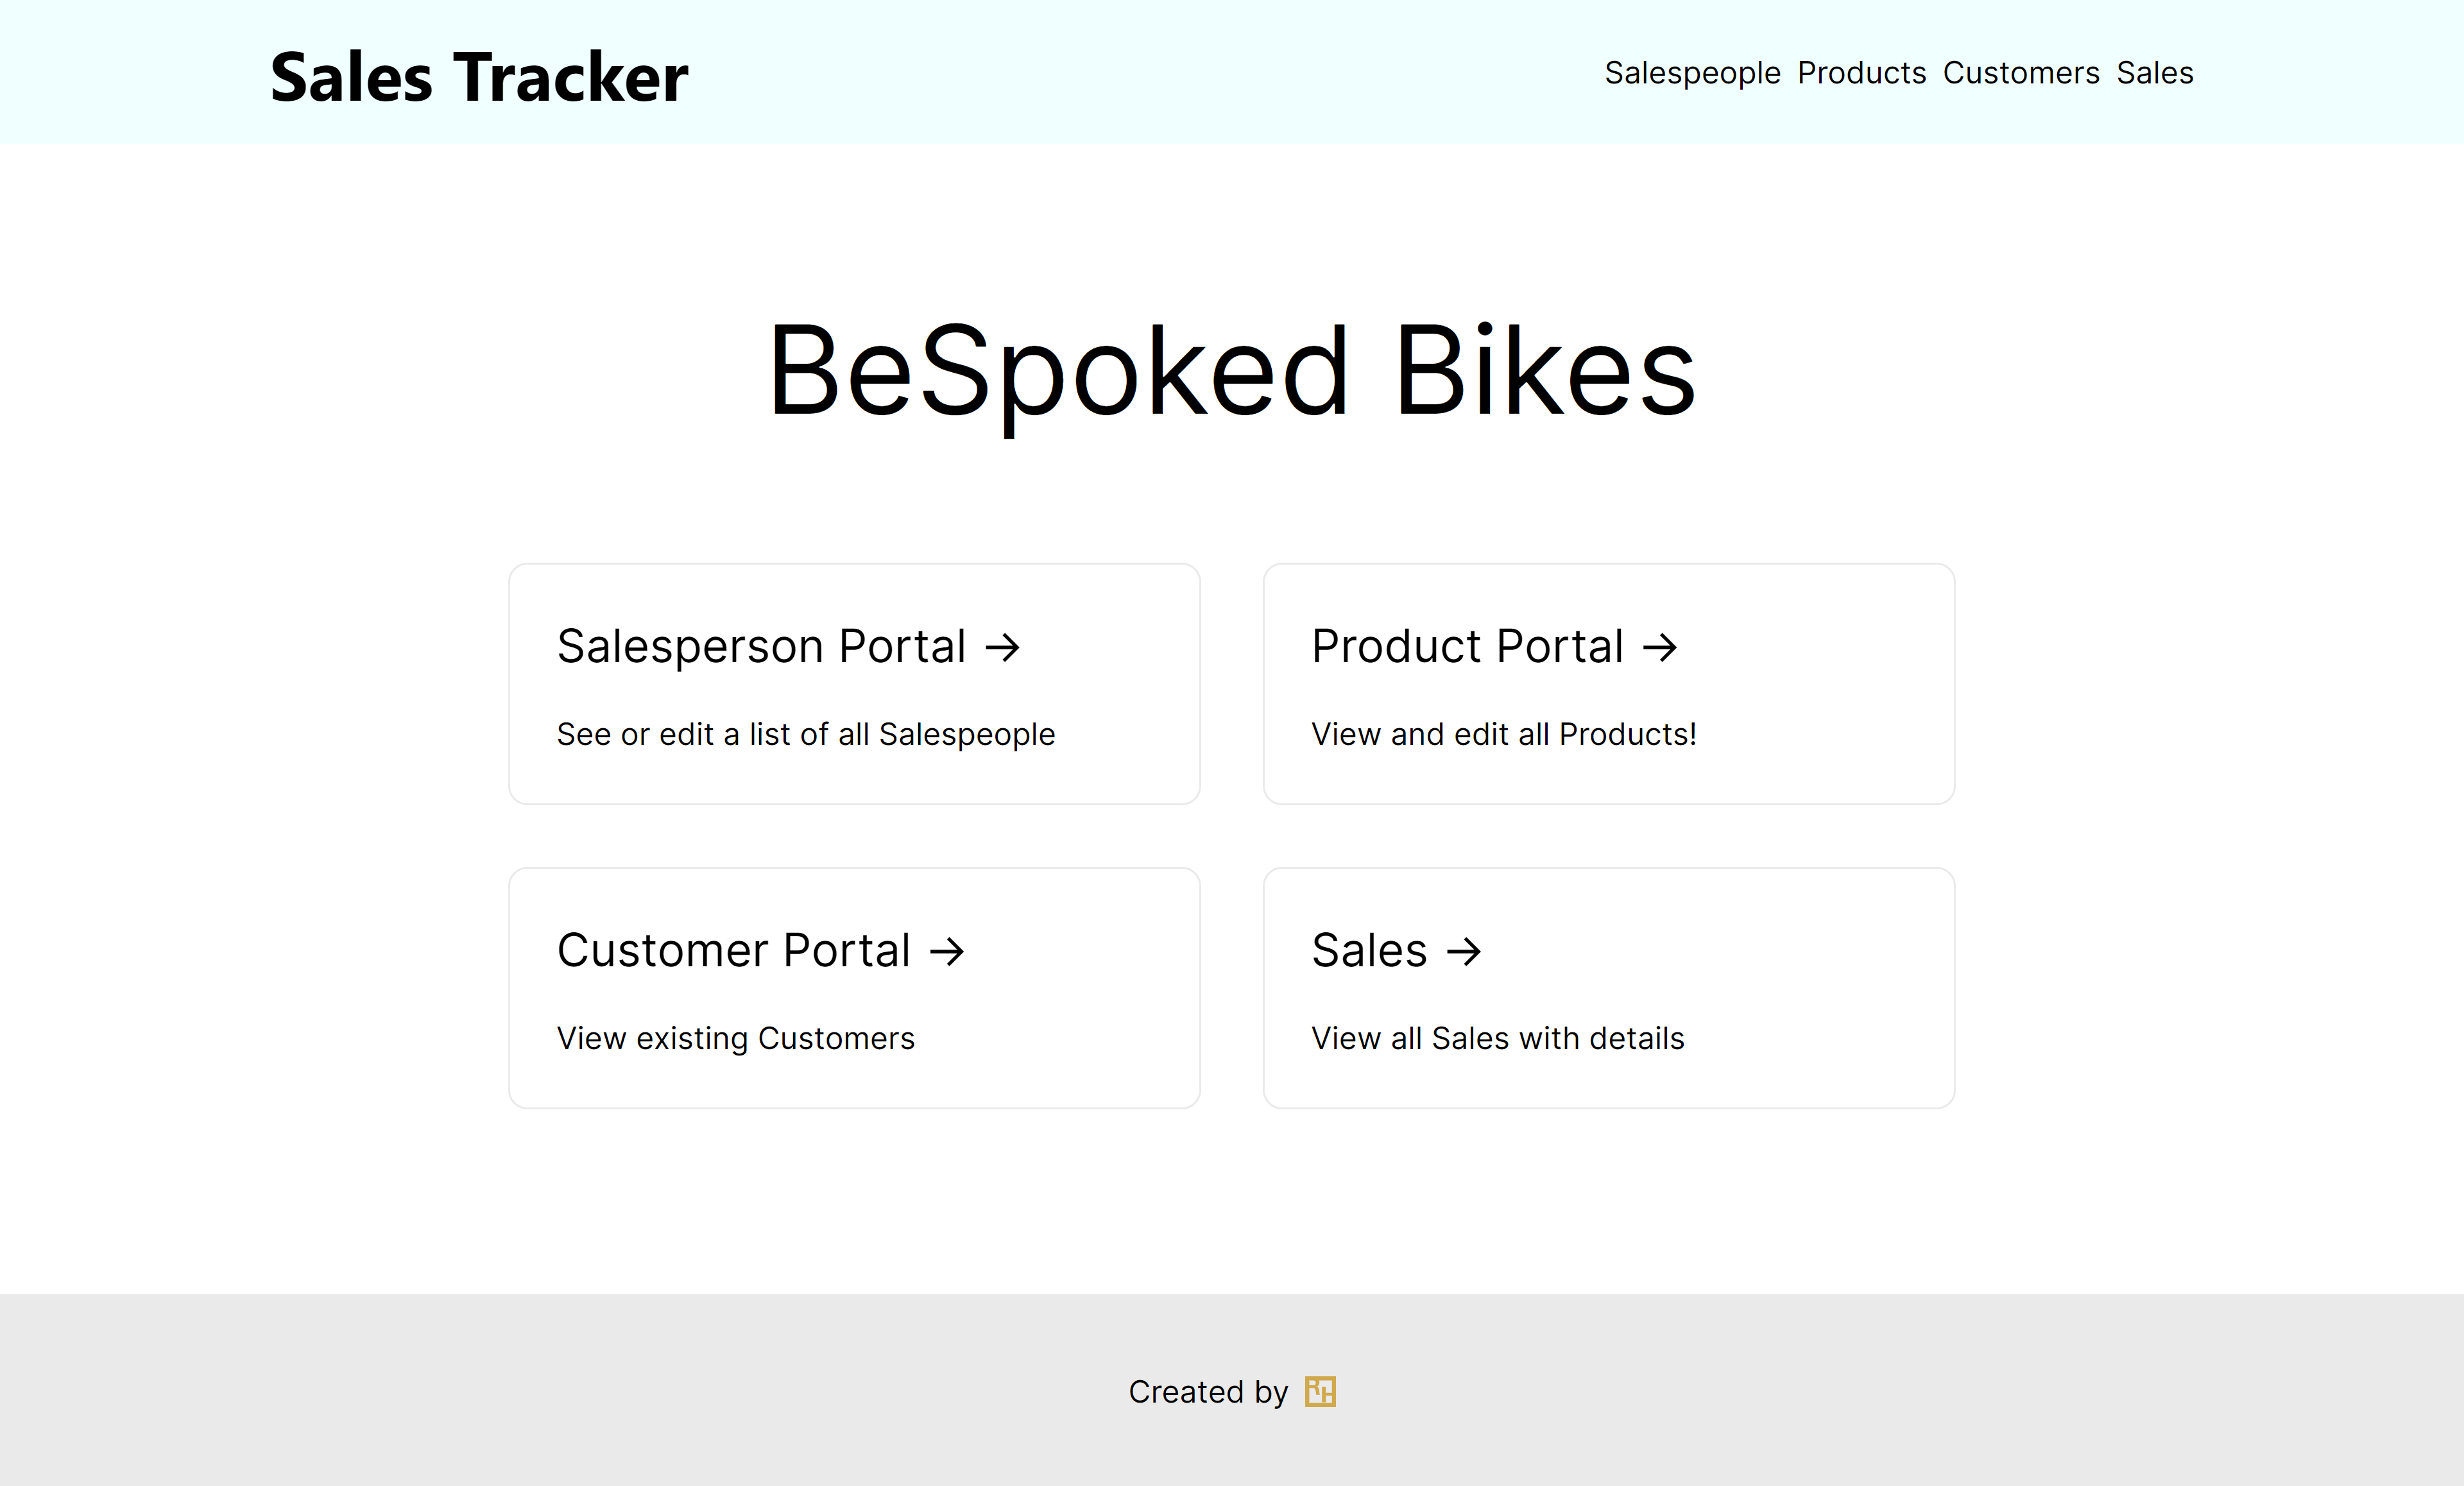 Sales Tracker
Salespeople Products Customers Sales
BeSpoked Bikes
Salesperson Portal →
See or edit a list of all Salespeople
Product Portal →
View and edit all Products!
Customer Portal →
View existing Customers
Sales →
View all Sales with details
Created by